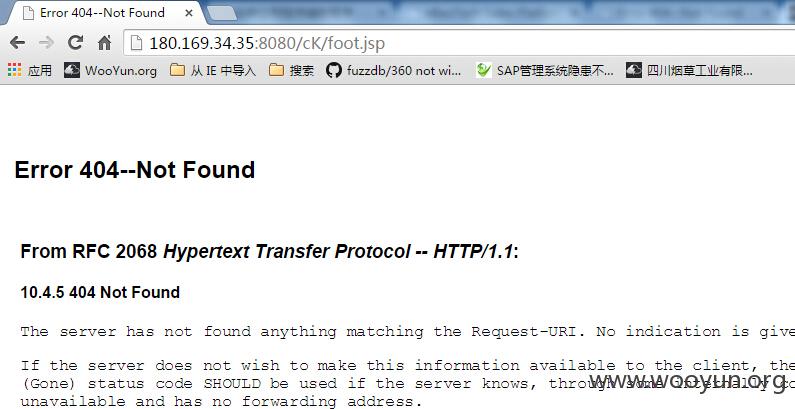 Error 404--Not Found
180.169.34.35:8080/cK/foot.jsp
应用 WooYun.org 从 IE 中导入 搜索 fuzzdb/360 not wi... SAP管理系统隐患不... 四川烟草工业有限...
Error 404--Not Found
From RFC 2068 Hypertext Transfer Protocol -- HTTP/1.1:
10.4.5 404 Not Found
The server has not found anything matching the Request-URI. No indication is give
If the server does not wish to make this information available to the client, the
(Gone) status code SHOULD be used if the server knows, through some internally co
unavailable and has no forwarding address.
www.wooyun.org